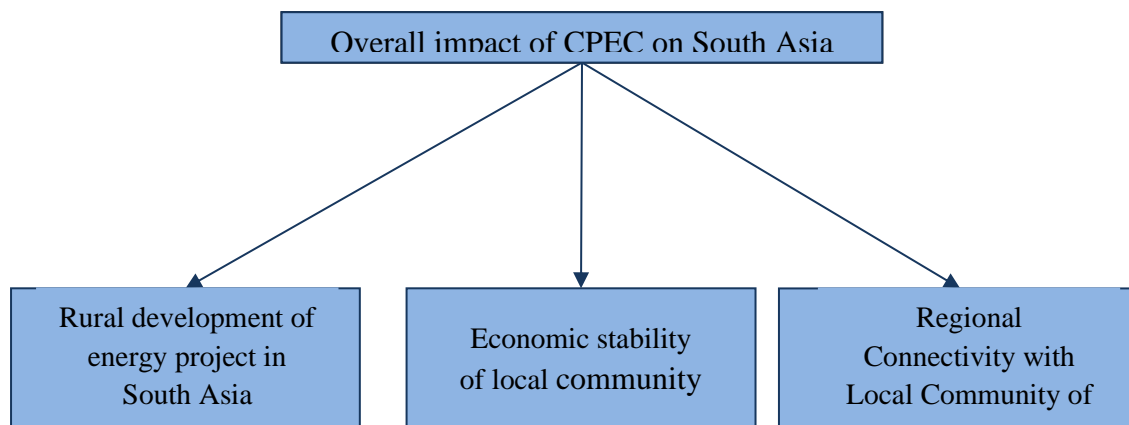 Overall impact of CPEC on South Asia
Rural development of
energy project in
South Asia
Economic stability
of local community
Regional
Connectivity with
Local Community of